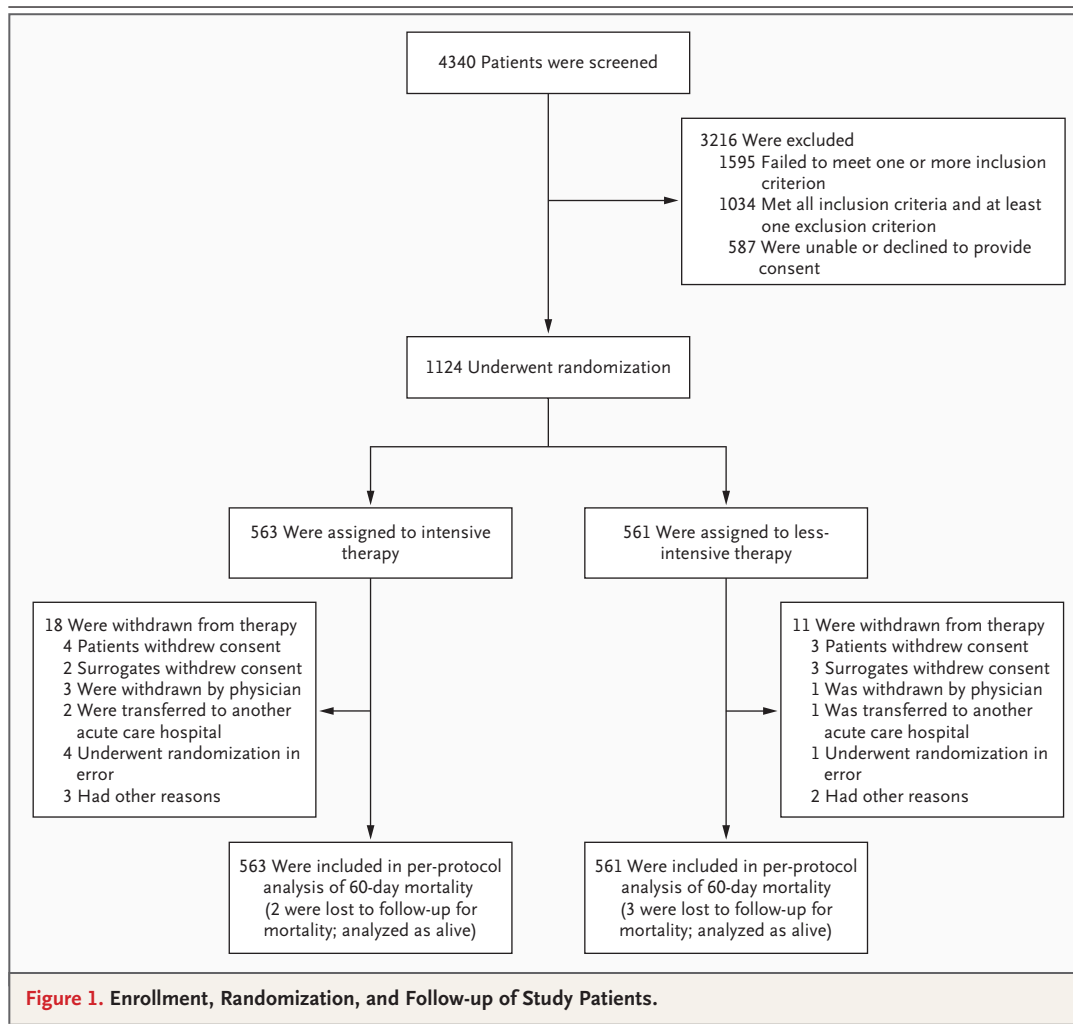 4340 Patients were screened
3216 Were excluded
1595 Failed to meet one or more inclusion
criterion
1034 Met all inclusion criteria and at least
one exclusion criterion
587 Were unable or declined to provide
consent
1124 Underwent randomization
563 Were assigned to intensive
therapy
561 Were assigned to less-
intensive therapy
18 Were withdrawn from therapy
4 Patients withdrew consent
2 Surrogates withdrew consent
3 Were withdrawn by physician
2 Were transferred to another
acute care hospital
4 Underwent randomization in
error
3 Had other reasons
11 Were withdrawn from therapy
3 Patients withdrew consent
3 Surrogates withdrew consent
1 Was withdrawn by physician
1 Was transferred to another
acute care hospital
1 Underwent randomization in
error
2 Had other reasons
563 Were included in per-protocol
analysis of 60-day mortality
(2 were lost to follow-up for
mortality; analyzed as alive)
561 Were included in per-protocol
analysis of 60-day mortality
(3 were lost to follow-up for
mortality; analyzed as alive)
Figure 1. Enrollment, Randomization, and Follow-up of Study Patients.